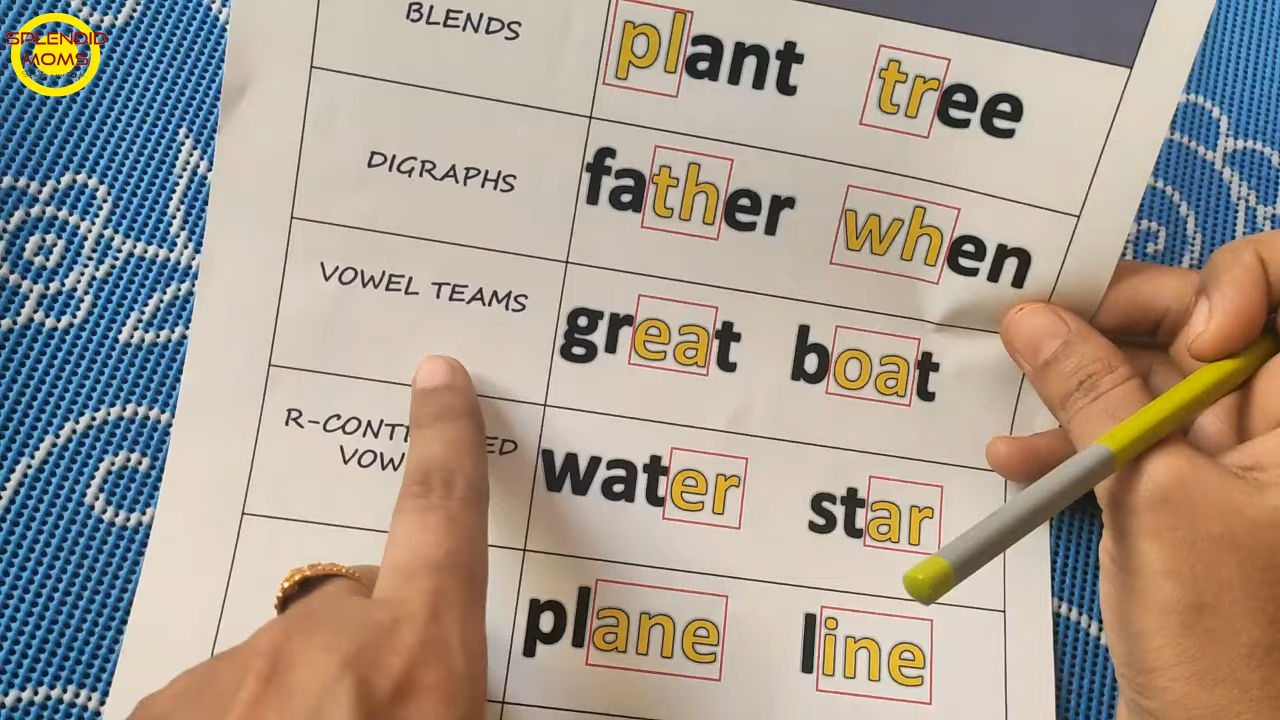 SPLENDID
MOMS
BLENDS
plant tree
DIGRAPHS
father when
VOWEL TEAMS
great boat
water star
plane line